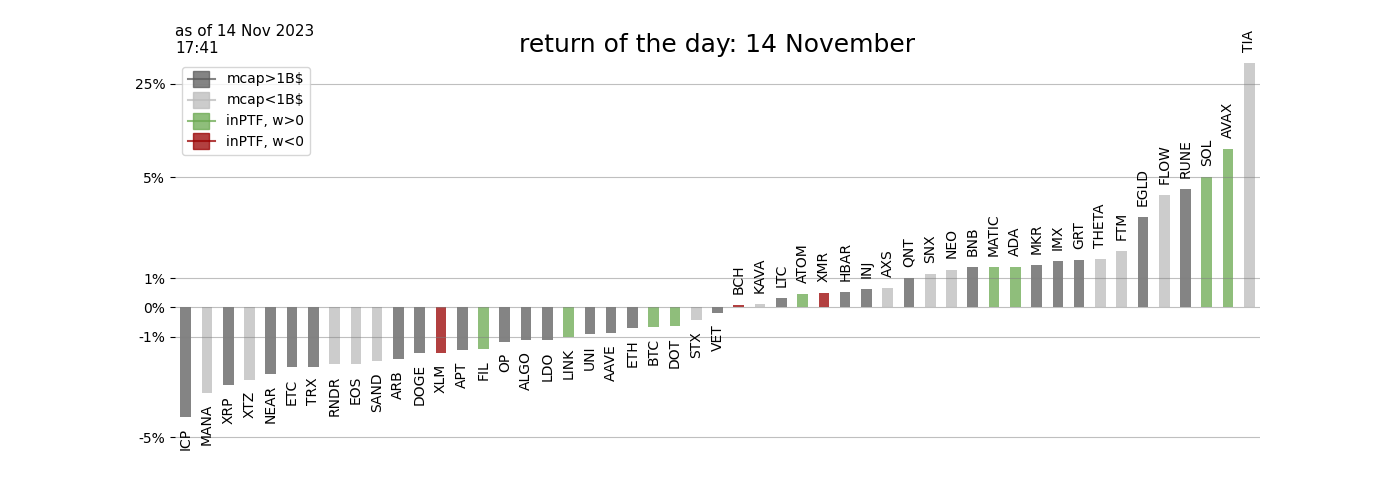 as of 14 Nov 2023
17:41
return of the day: 14 November
mcap>1B$
mcap<1B$
inPTF, w>0
inPTF, w<0
25%
5%
1%
0%
-1%
-5%
ICP
MANA
XRP
XTZ
NEAR
ETC
TRX
RNDR
EOS
SAND
ARB
DOGE
XLM
APT
FIL
OP
ALGO
LDO
LINK
UNI
AAVE
ETH
BTC
DOT
STX
VET
BCH
KAVA
LTC
ATOM
XMR
HBAR
INJ
AXS
QNT
SNX
NEO
BNB
MATIC
ADA
MKR
IMX
GRT
THETA
FTM
EGLD
FLOW
RUNE
SOL
AVAX
TIA